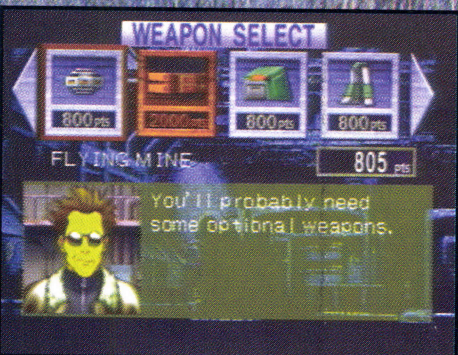 WEAPON SELECT
800 pts 2000 pts 800 pts 800 pts
FLYING MINE 805 pts
You'll probably need
some optional weapons.